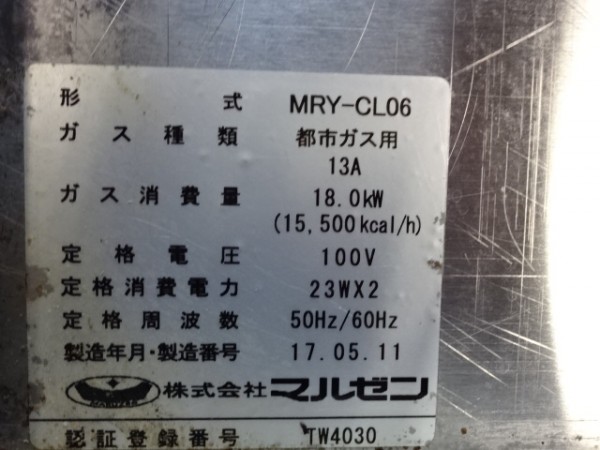 形式 MRY-CL06
ガス種類 都市ガス用
13A
ガス消費量 18.0kW
(15,500kcal/h)
定格電圧 100V
定格消費電力 23WX2
定格周波数 50Hz/60Hz
製造年月・製造番号 17.05.11
MARUZEN 株式会社マルゼン
認証登録番号 TW4030